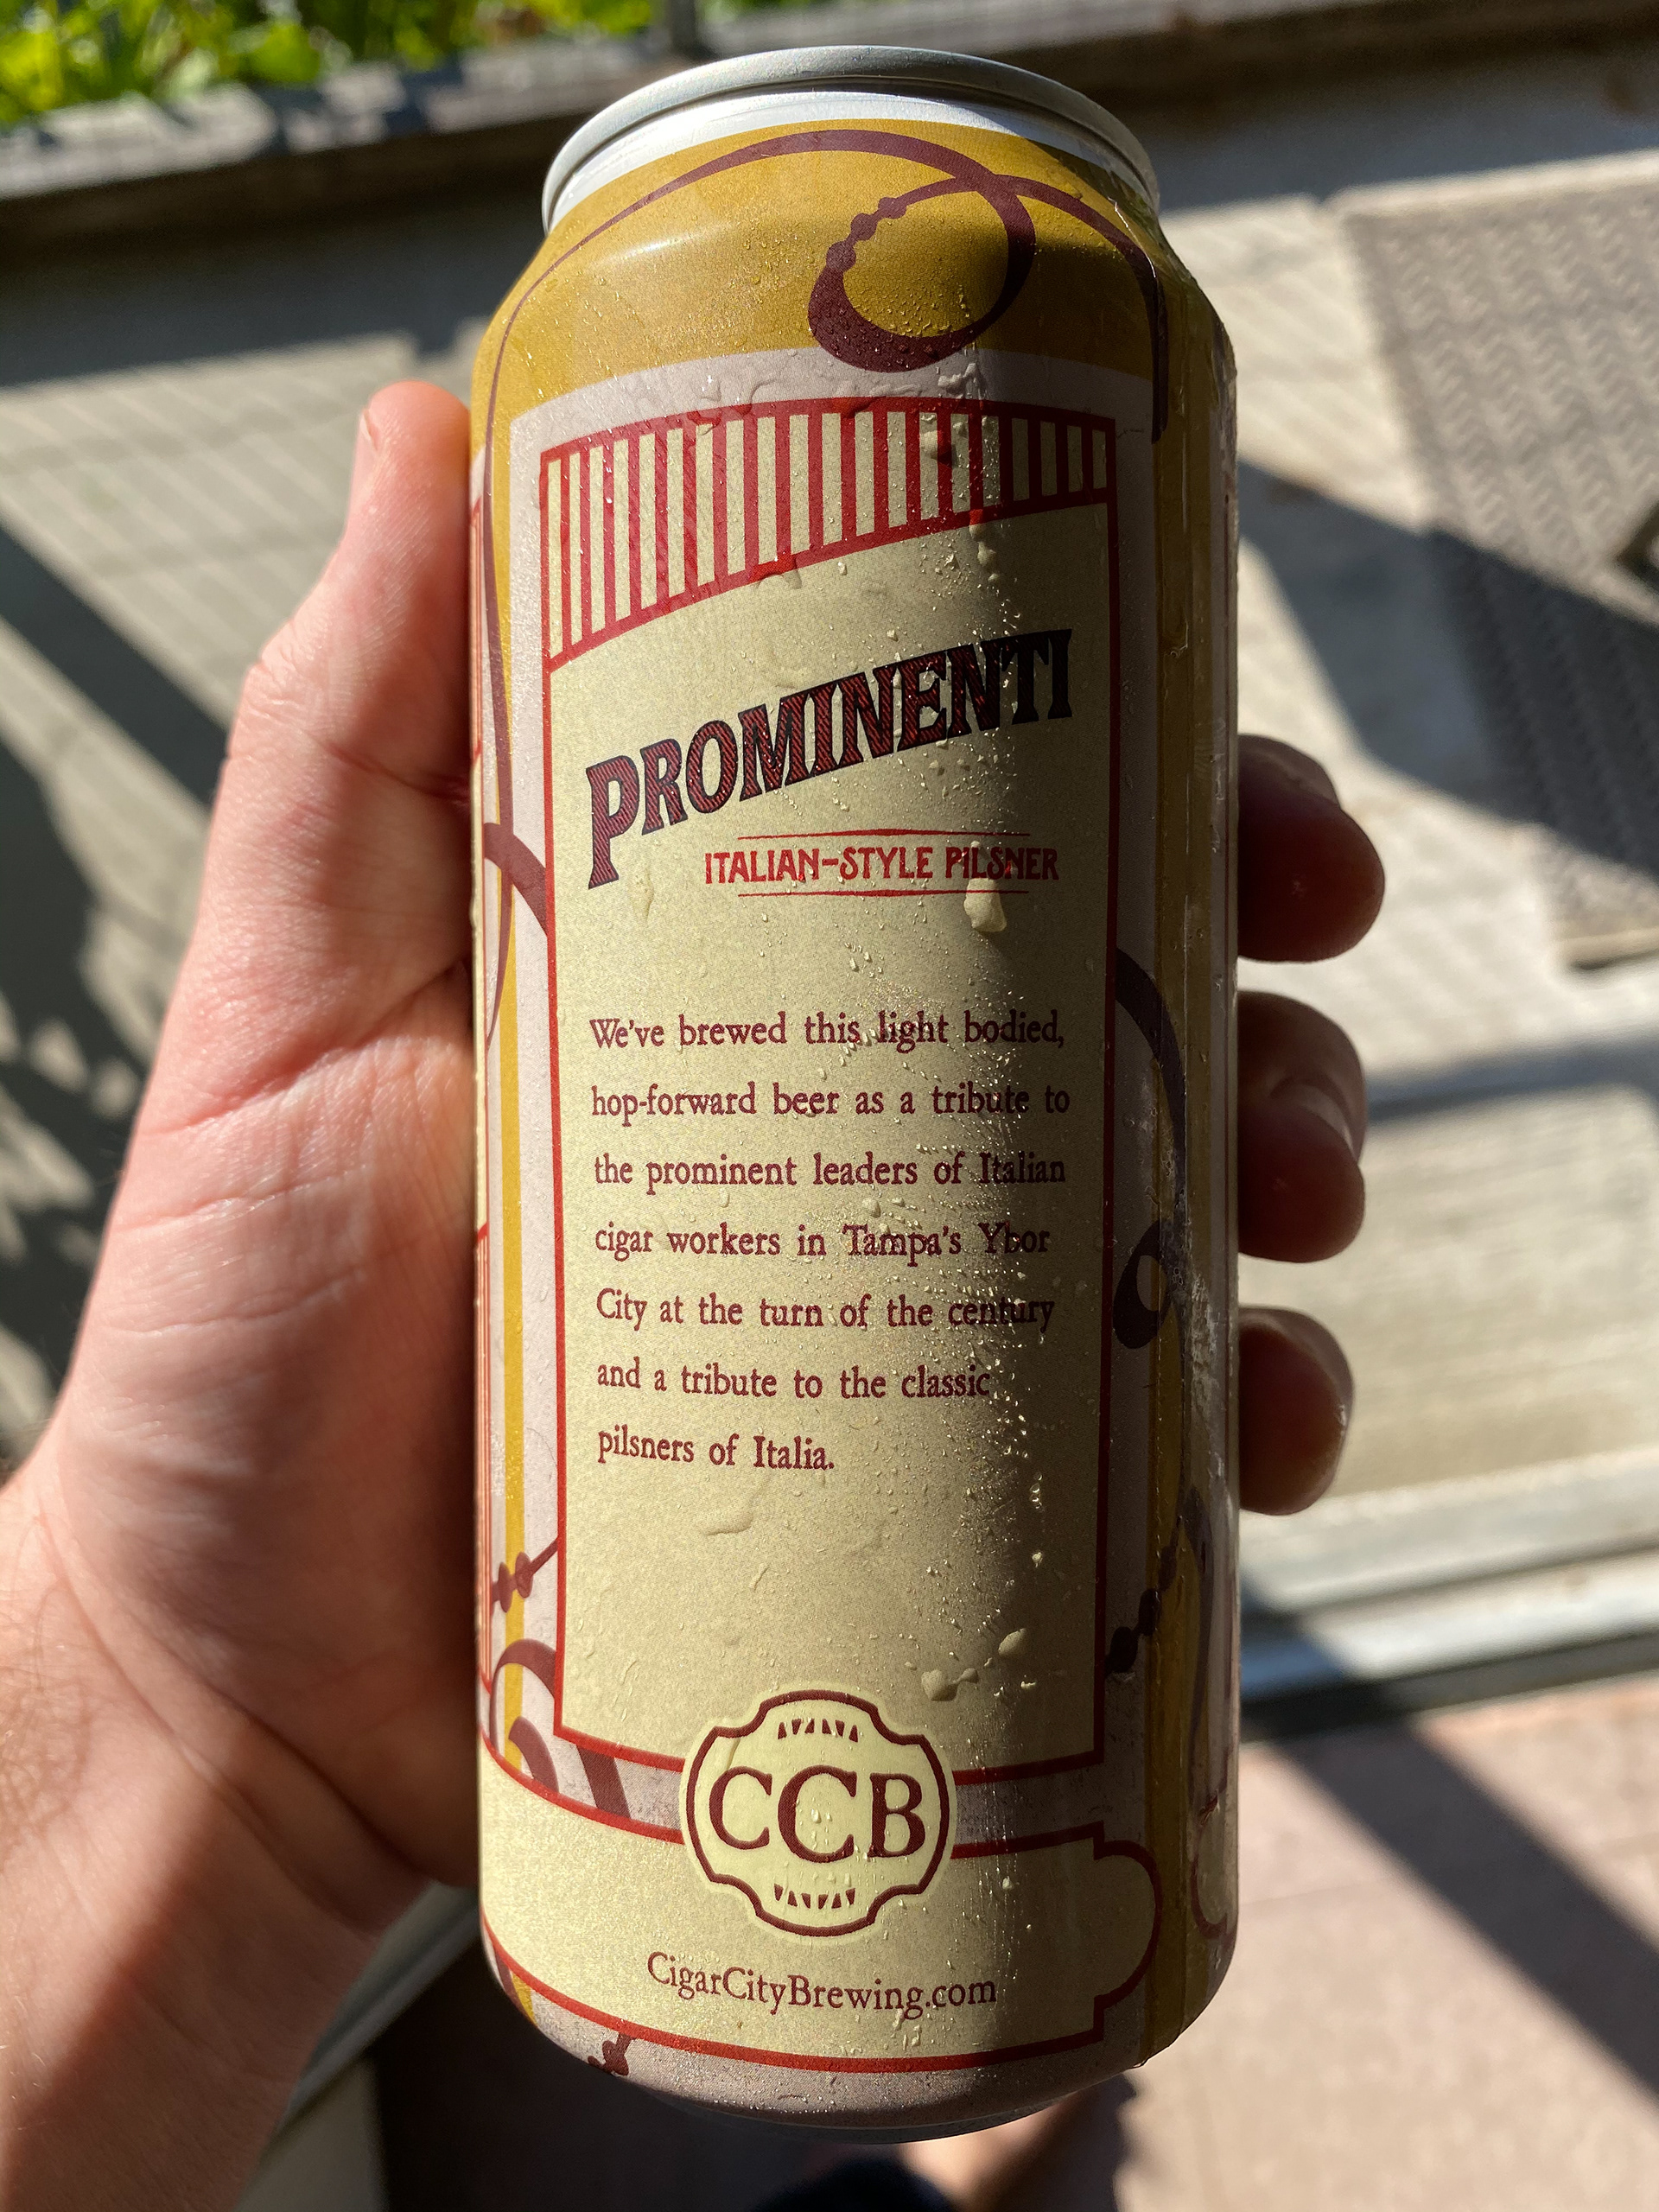 PROMINENTI
ITALIAN-STYLE PILSNER
We've brewed this light bodied,
hop-forward beer as a tribute to
the prominent leaders of Italian
cigar workers in Tampa's Ybor
City at the turn of the century
and a tribute to the classic
pilsners of Italia.
CCB
CigarCityBrewing.com